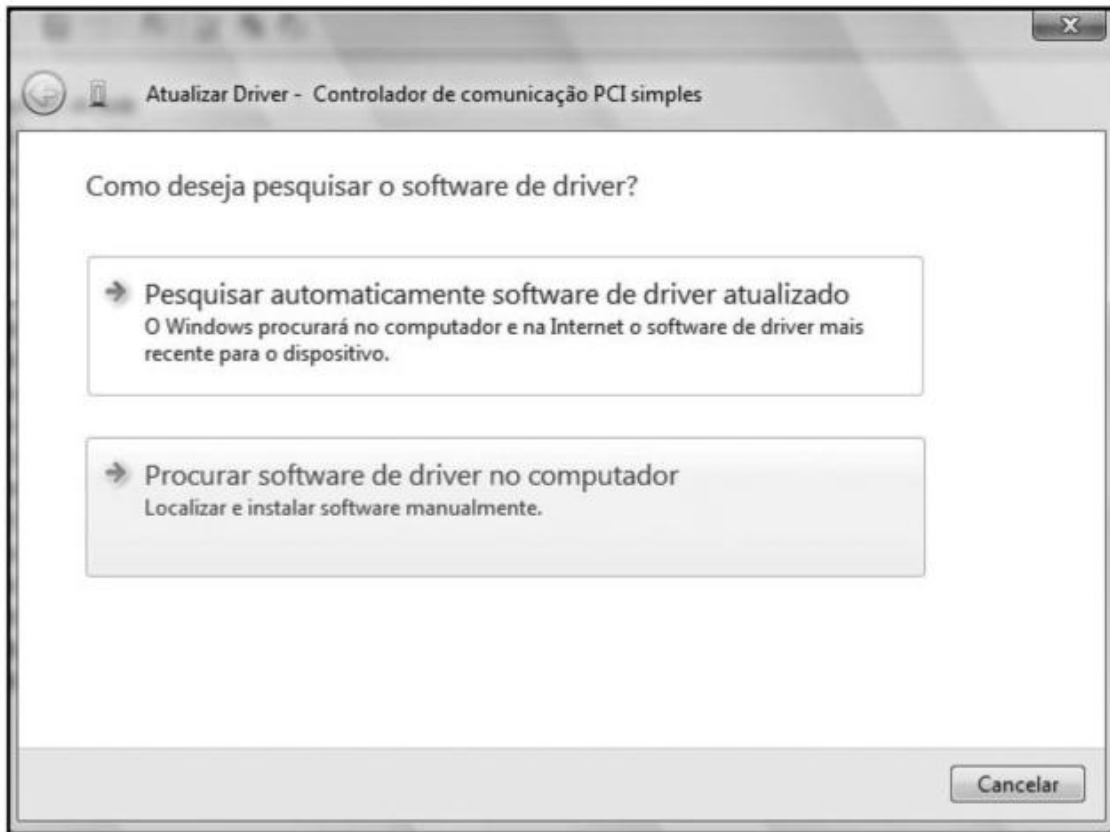 Atualizar Driver - Controlador de comunicação PCI simples
Como deseja pesquisar o software de driver?
Pesquisar automaticamente software de driver atualizado
O Windows procurará no computador e na Internet o software de driver mais
recente para o dispositivo.
Procurar software de driver no computador
Localizar e instalar software manualmente.
Cancelar